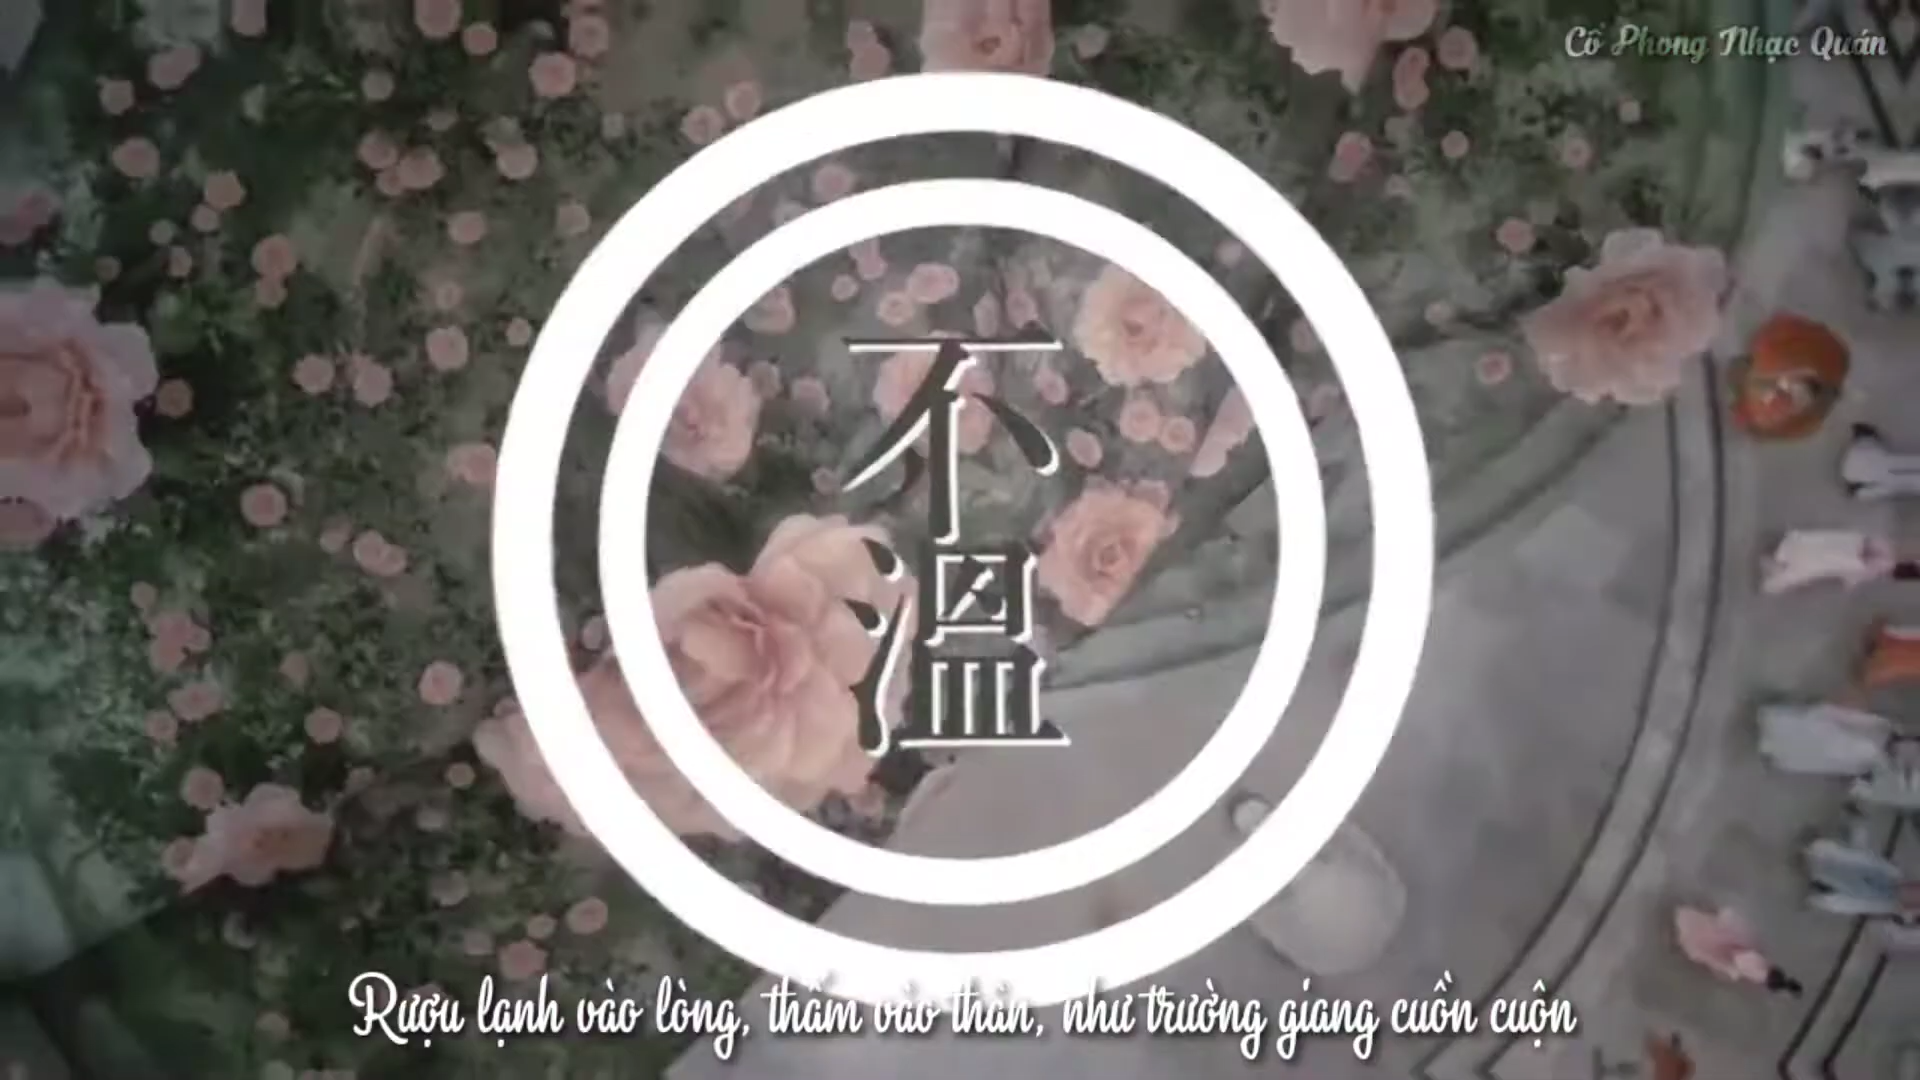 Cổ Phong Nhạc Quán
不
溫
Rượu lạnh vào lòng, thấm vào thân, như trường giang cuồn cuộn